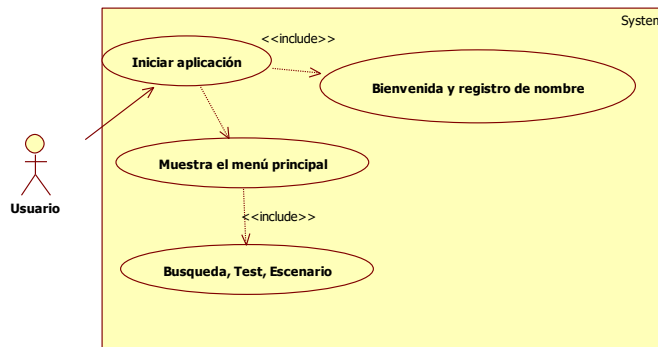 System
<<include>>
Iniciar aplicación
Bienvenida y registro de nombre
Muestra el menú principal
Usuario
<<include>>
Busqueda, Test, Escenario